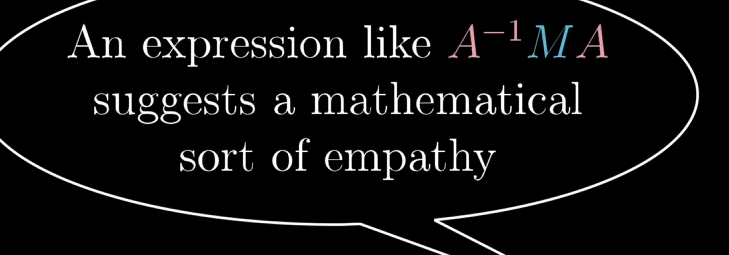 An expression like A⁻¹MA
suggests a mathematical
sort of empathy